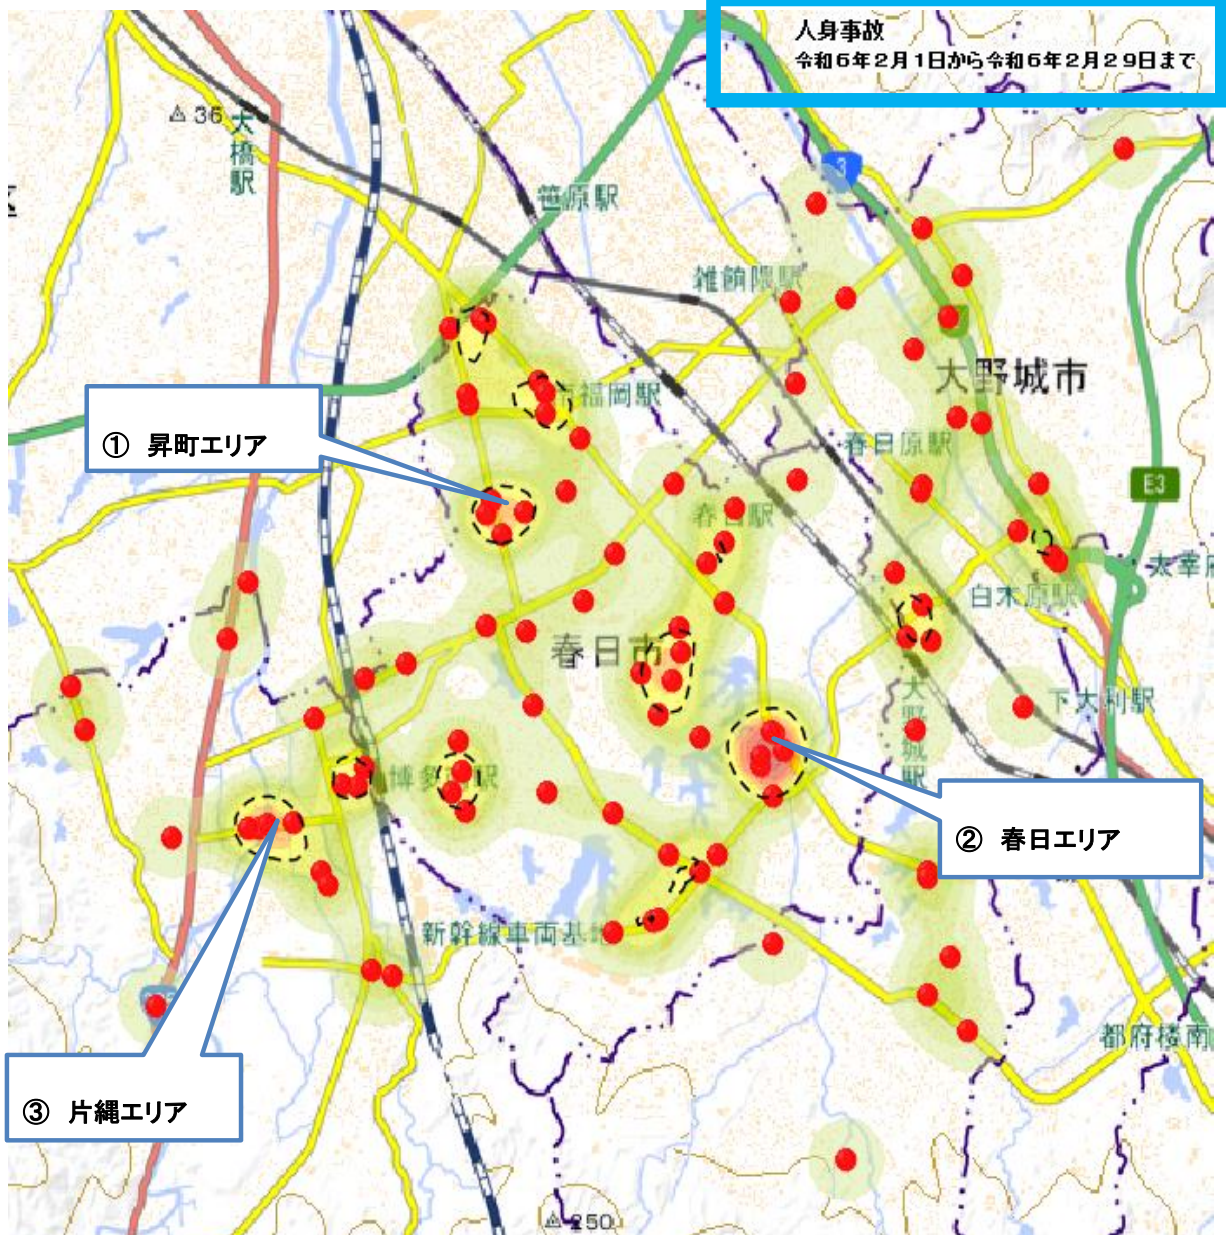 人身事故
令和6年2月1日から令和6年2月29日まで
36
大橋駅
笹原駅
3
雑餉隈駅
大野城市
福岡駅
① 昇町エリア
春日原駅
E3
春日駅
白木原駅
春日市
下大利駅
大野城駅
博多 駅
② 春日エリア
新幹線車両基地
都府楼南
③ 片縄エリア
250